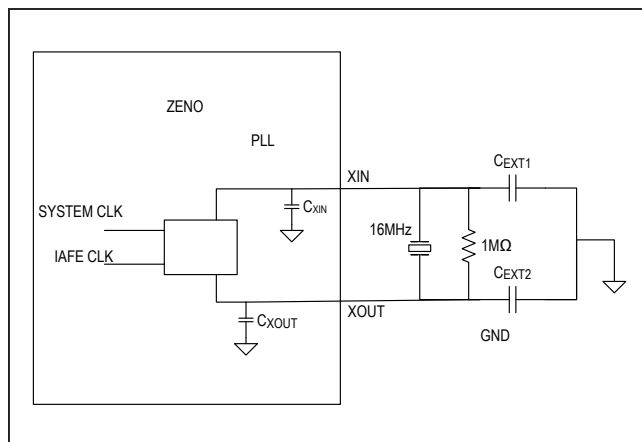 ZENO
PLL
XIN
CEXT1
CXIN
SYSTEM CLK
16MHz
1MΩ
IAFE CLK
CEXT2
CXOUT
XOUT
GND